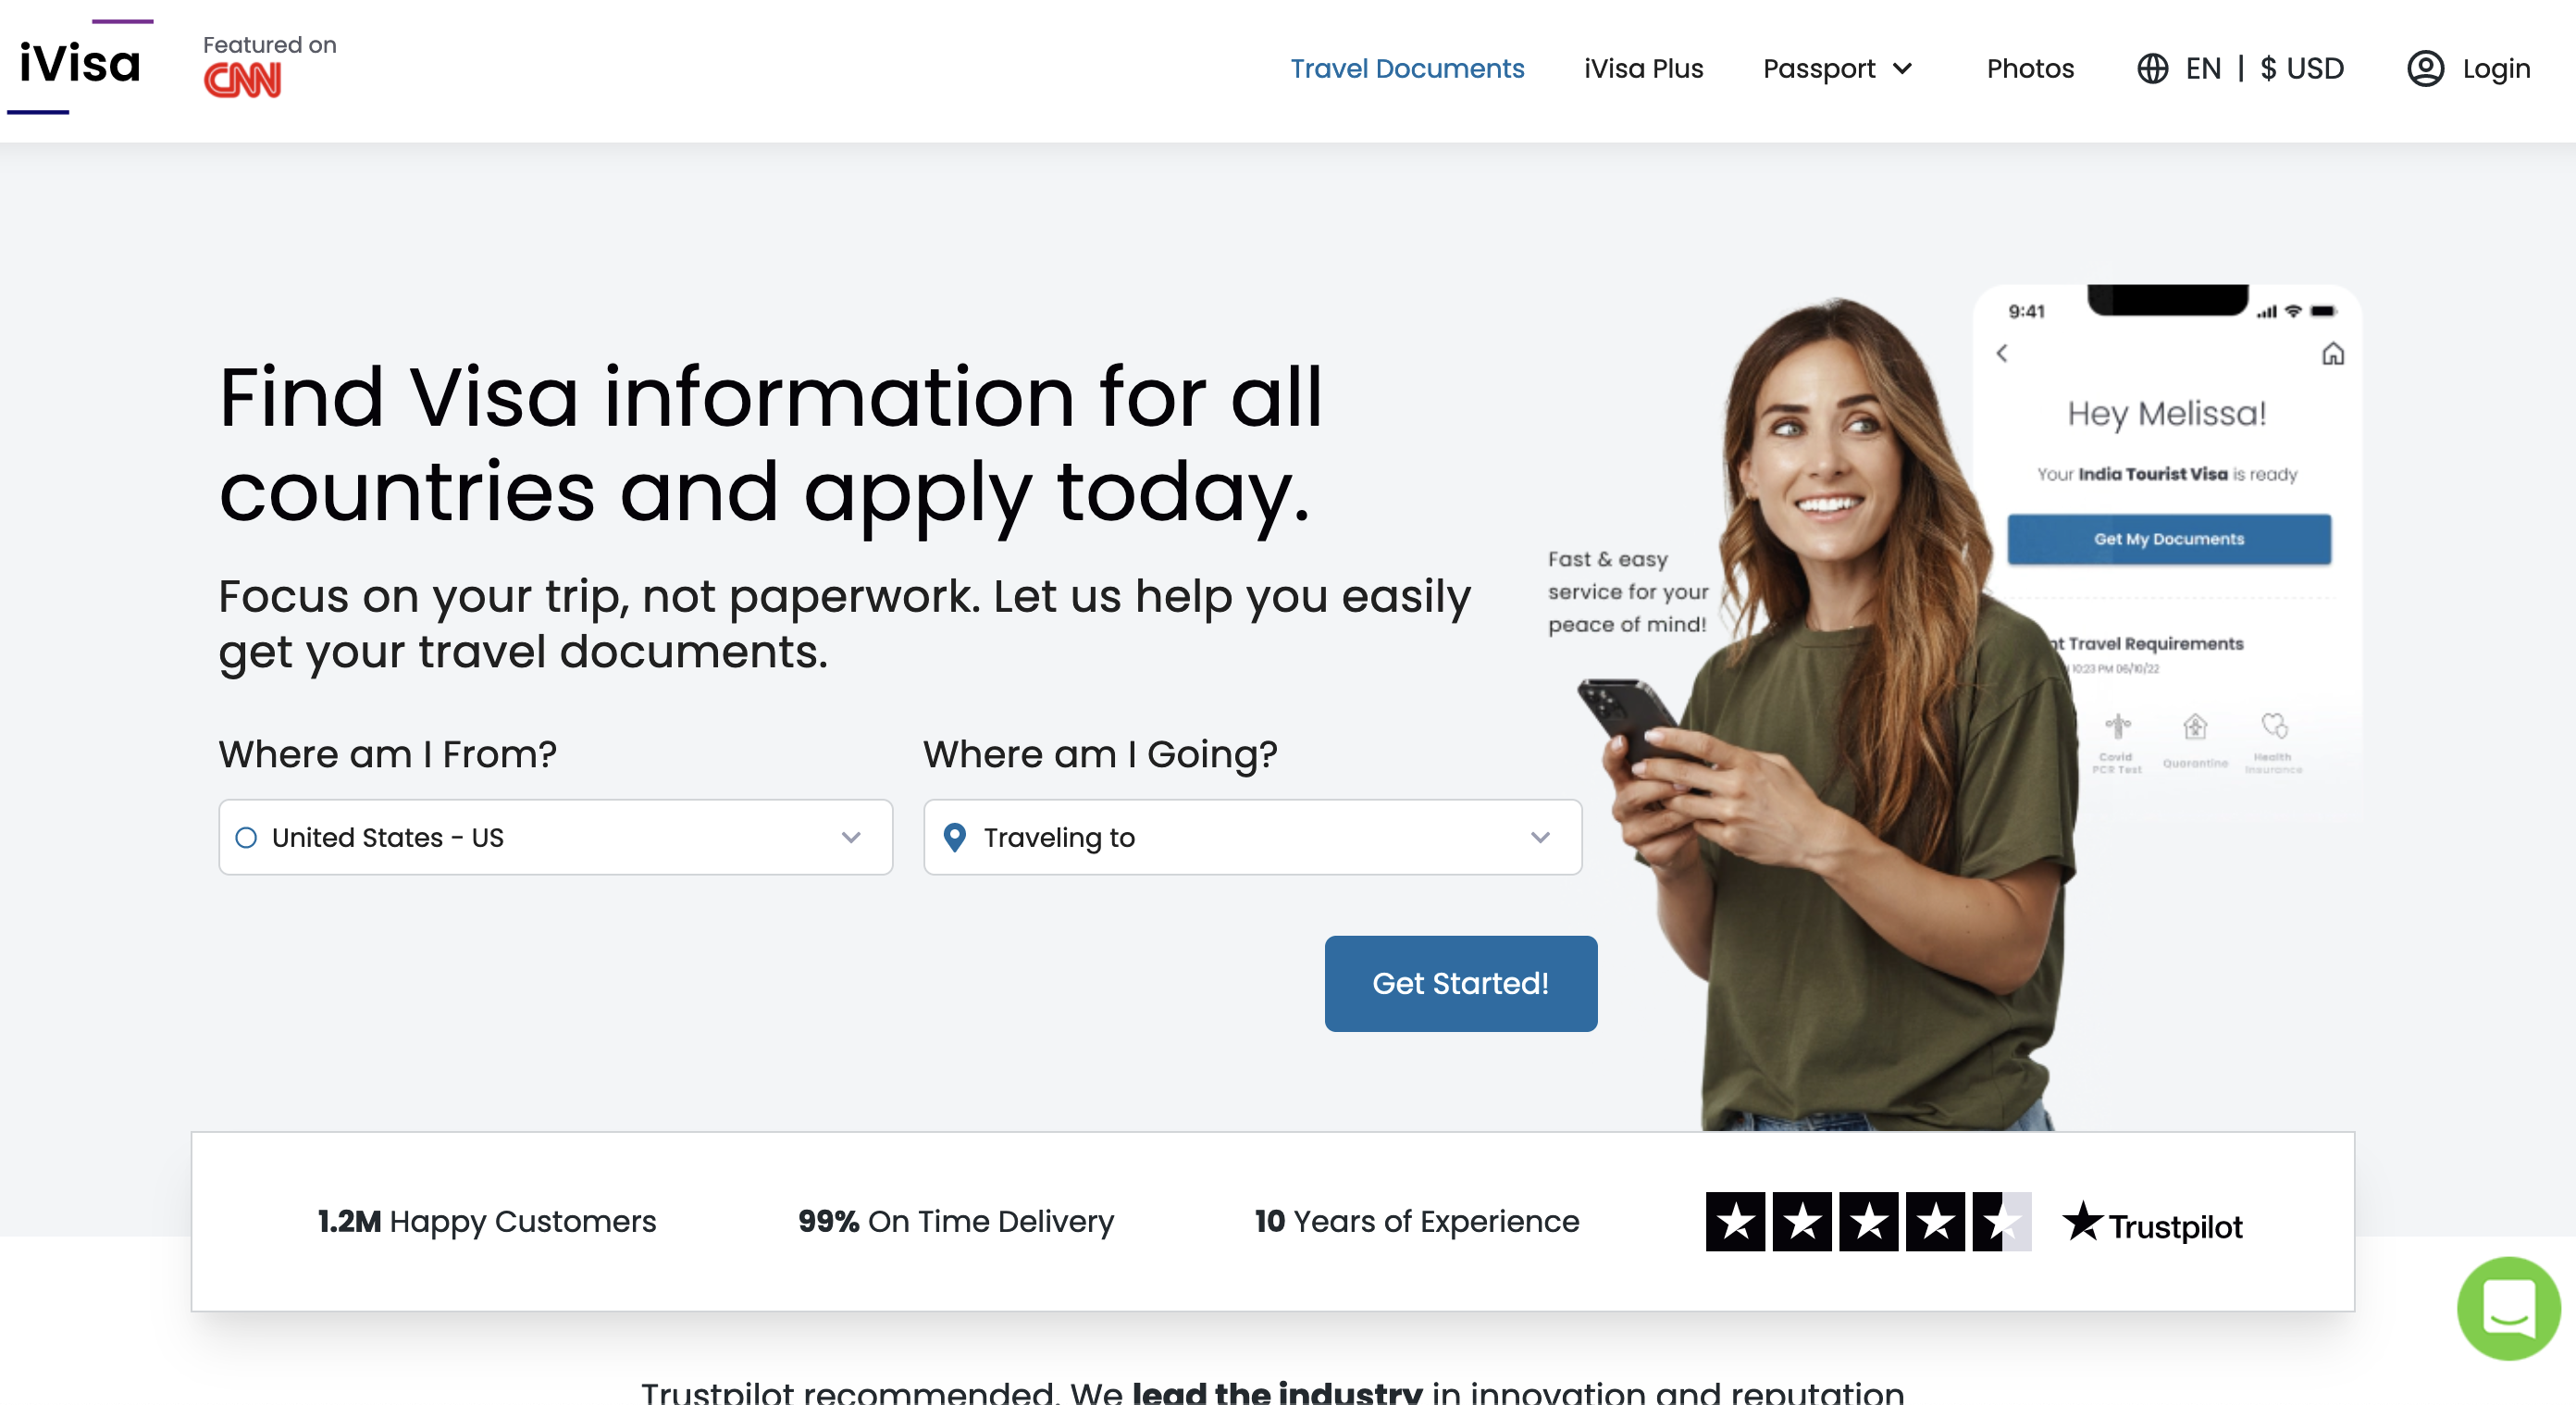 iVisa
Featured on
CNN
Travel Documents
iVisa Plus
Passport
Photos
EN | $ USD
Login
Find Visa information for all
countries and apply today.
Focus on your trip, not paperwork. Let us help you easily
get your travel documents.
Where am I From?
United States - US
Where am I Going?
Traveling to
Get Started!
Fast & easy
service for your
peace of mind!
9:41
Hey Melissa!
Your India Tourist Visa is ready
Get My Documents
nt Travel Requirements
10:23 PM 06/10/22
Covid
PCR Test
Quarantine
Health
Insurance
1.2M Happy Customers
99% On Time Delivery
10 Years of Experience
Trustpilot
Trustpilot recommended. We lead the industry in innovation and reputation